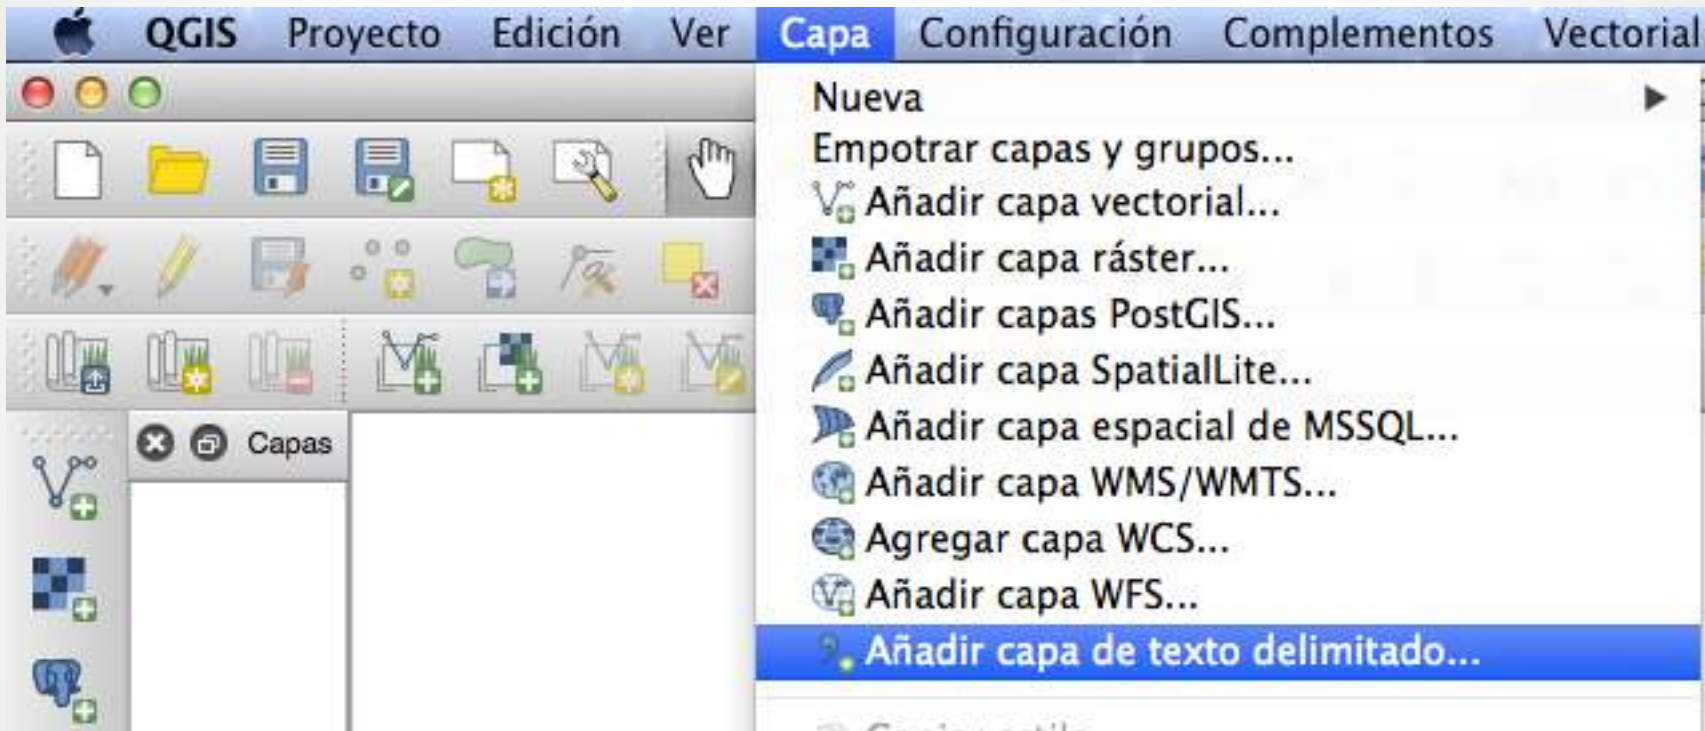 QGIS Proyecto Edición Ver Capa Configuración Complementos Vectorial
Nueva
Empotrar capas y grupos...
Añadir capa vectorial...
Añadir capa ráster...
Añadir capas PostGIS...
Añadir capa SpatialLite...
Añadir capa espacial de MSSQL...
Añadir capa WMS/WMTS...
Agregar capa WCS...
Añadir capa WFS...
Añadir capa de texto delimitado...
Capas